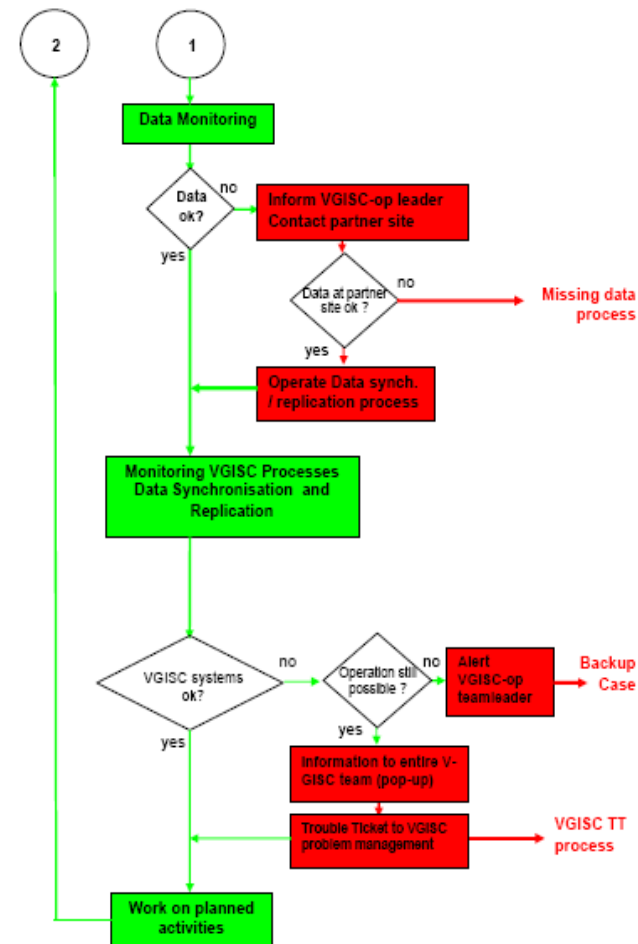 2
1
Data Monitoring
Data
ok?
no
yes
Inform VGISC-op leader
Contact partner site
Data at partner
site ok ?
no
yes
Missing data
process
Operate Data synch.
/ replication process
Monitoring VGISC Processes
Data Synchronisation and
Replication
VGISC systems
ok?
no
yes
Operation still
possible ?
no
yes
Alert
VGISC-op
teamleader
Backup
Case
Information to entire V-
GISC team (pop-up)
Trouble Ticket to VGISC
problem management
VGISC TT
process
Work on planned
activities